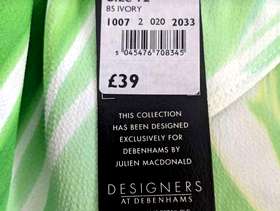 85 IVORY
1007 2 020 2033
5 045476 708345
£39
THIS COLLECTION
HAS BEEN DESIGNED
EXCLUSIVELY FOR
DEBENHAMS BY
JULIEN MACDONALD
DESIGNERS
AT DEBENHAMS